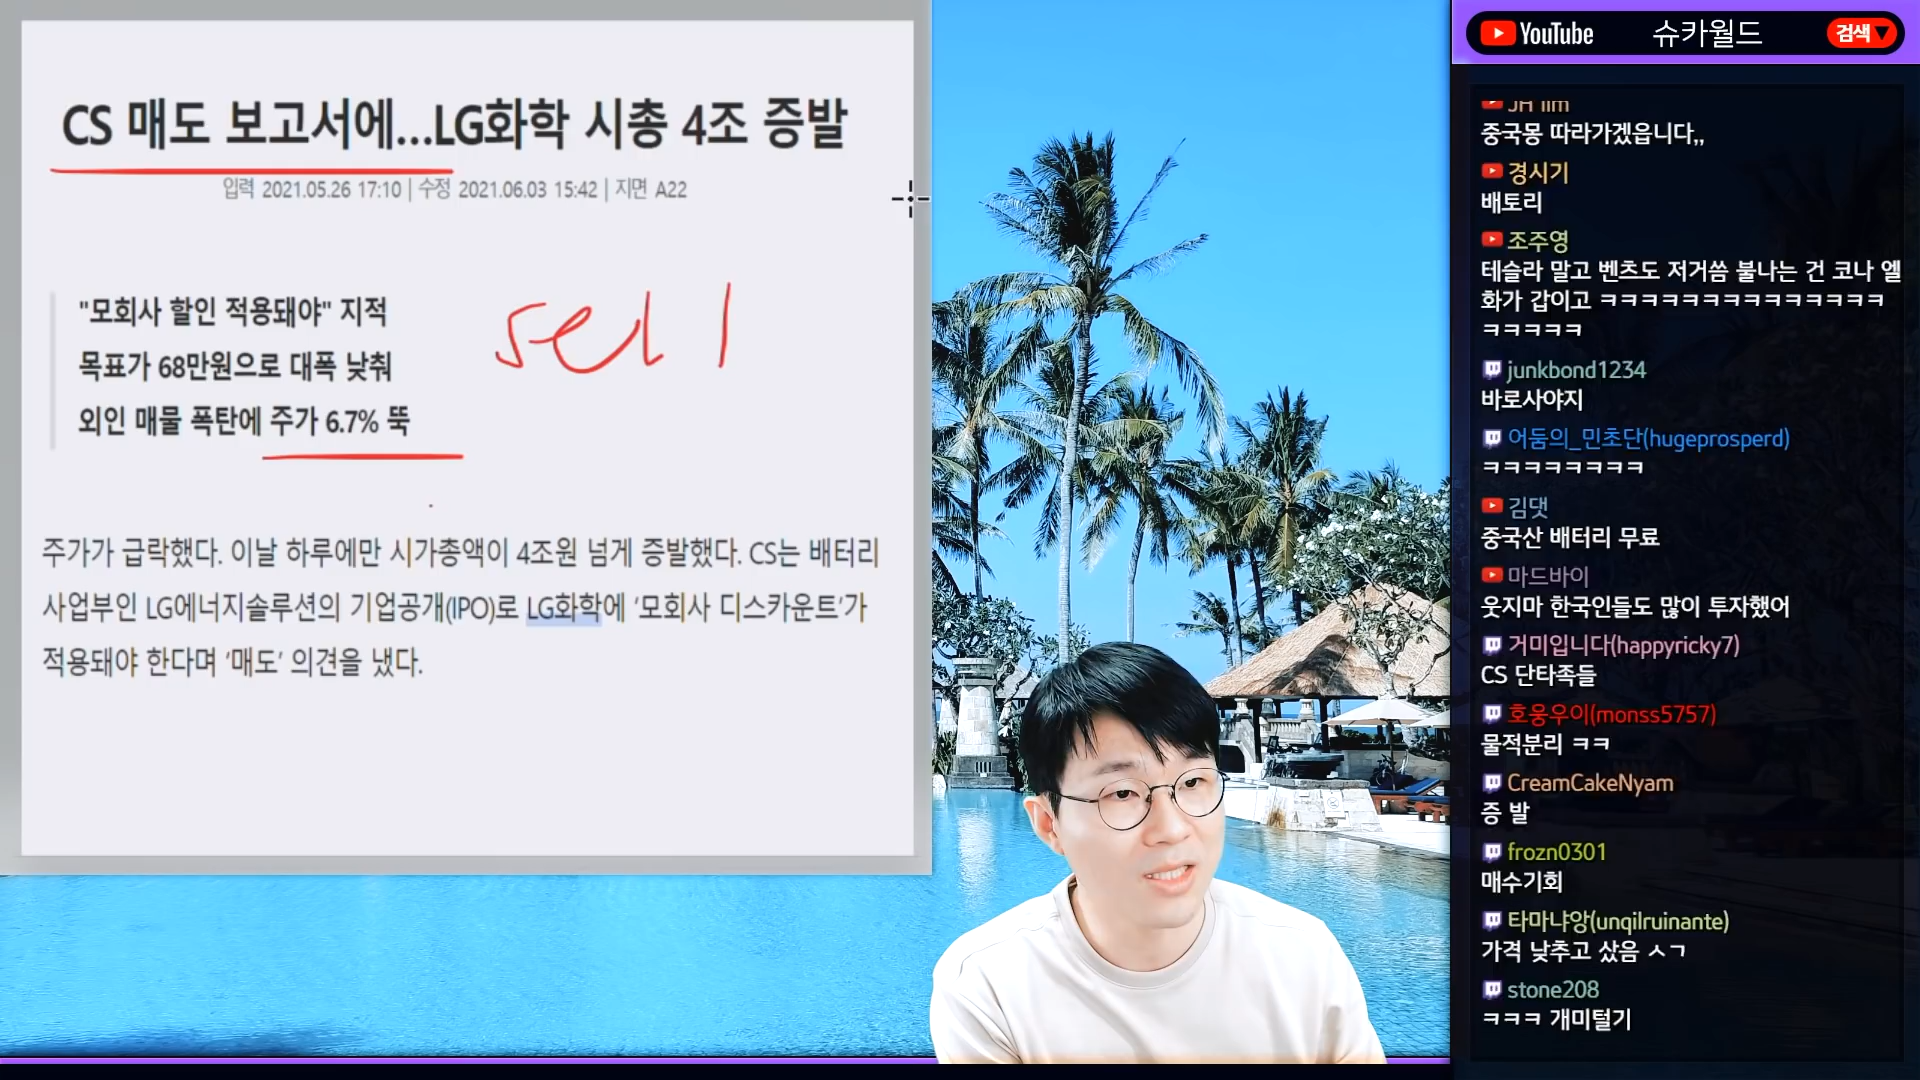 CS 매도 보고서에...LG화학 시총 4조 증발
입력 2021.05.26 17:10 | 수정 2021.06.03 15:42 | 지면 A22
"모회사 할인 적용돼야" 지적
목표가 68만원으로 대폭 낮춰
외인 매물 폭탄에 주가 6.7% 뚝
sell
주가가 급락했다. 이날 하루에만 시가총액이 4조원 넘게 증발했다. CS는 배터리
사업부인 LG에너지솔루션의 기업공개(IPO)로 LG화학에 ‘모회사 디스카운트’가
적용돼야 한다며 ‘매도’ 의견을 냈다.
YouTube 슈카월드 검색▼
JH lim
중국몽 따라가겠읍니다,,
경시기
배토리
조주영
테슬라 말고 벤츠도 저거씀 불나는 건 코나 엘
화가 갑이고 ㅋㅋㅋㅋㅋㅋㅋㅋㅋㅋㅋㅋㅋㅋ
ㅋㅋㅋㅋㅋ
junkbond1234
바로사야지
어둠의_민초단(hugeprosperd)
ㅋㅋㅋㅋㅋㅋㅋㅋ
김댓
중국산 배터리 무료
마드바이
웃지마 한국인들도 많이 투자했어
거미입니다(happyricky7)
CS 단타족들
호웅우이(monss5757)
물적분리 ㅋㅋ
CreamCakeNyam
증 발
frozn0301
매수기회
타마냐앙(unqilruinante)
가격 낮추고 샀음 ㅅㄱ
stone208
ㅋㅋㅋ 개미털기